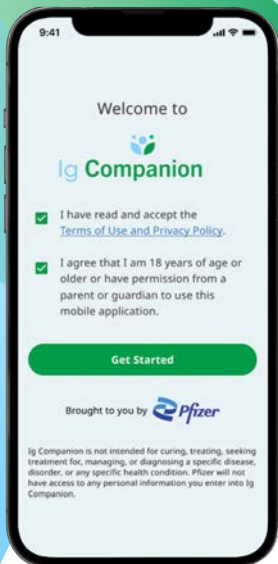 9:41
Welcome to
Ig Companion
I have read and accept the
Terms of Use and Privacy Policy.
I agree that I am 18 years of age or
older or have permission from a
parent or guardian to use this
mobile application.
Get Started
Brought to you by Pfizer
Ig Companion is not intended for curing, treating, seeking
treatment for, managing, or diagnosing a specific disease,
disorder, or any specific health condition. Pfizer will not
have access to any personal information you enter into Ig
Companion.